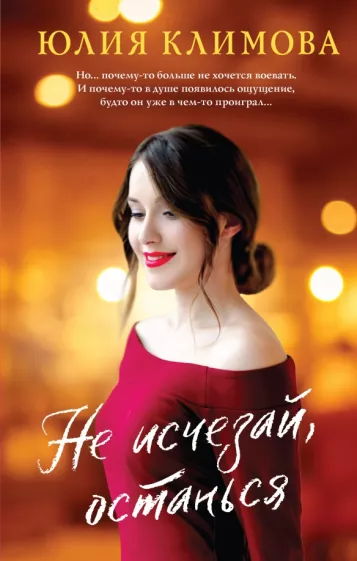 ЮЛИЯ КЛИМОВА
Но... почему-то больше не хочется воевать.
И почему-то в душе появилось ощущение,
будто он уже в чем-то проиграл...
Не исчезай,
останься